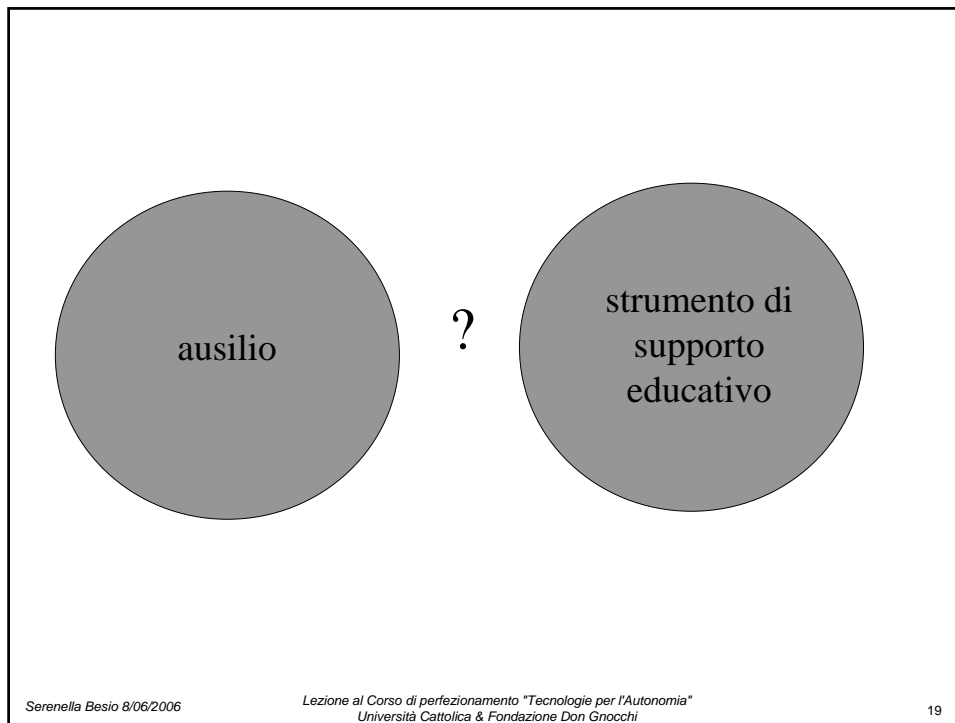 ausilio
?
strumento di
supporto
educativo
Serenella Besio 8/06/2006
Lezione al Corso di perfezionamento "Tecnologie per l'Autonomia"
Università Cattolica & Fondazione Don Gnocchi
19